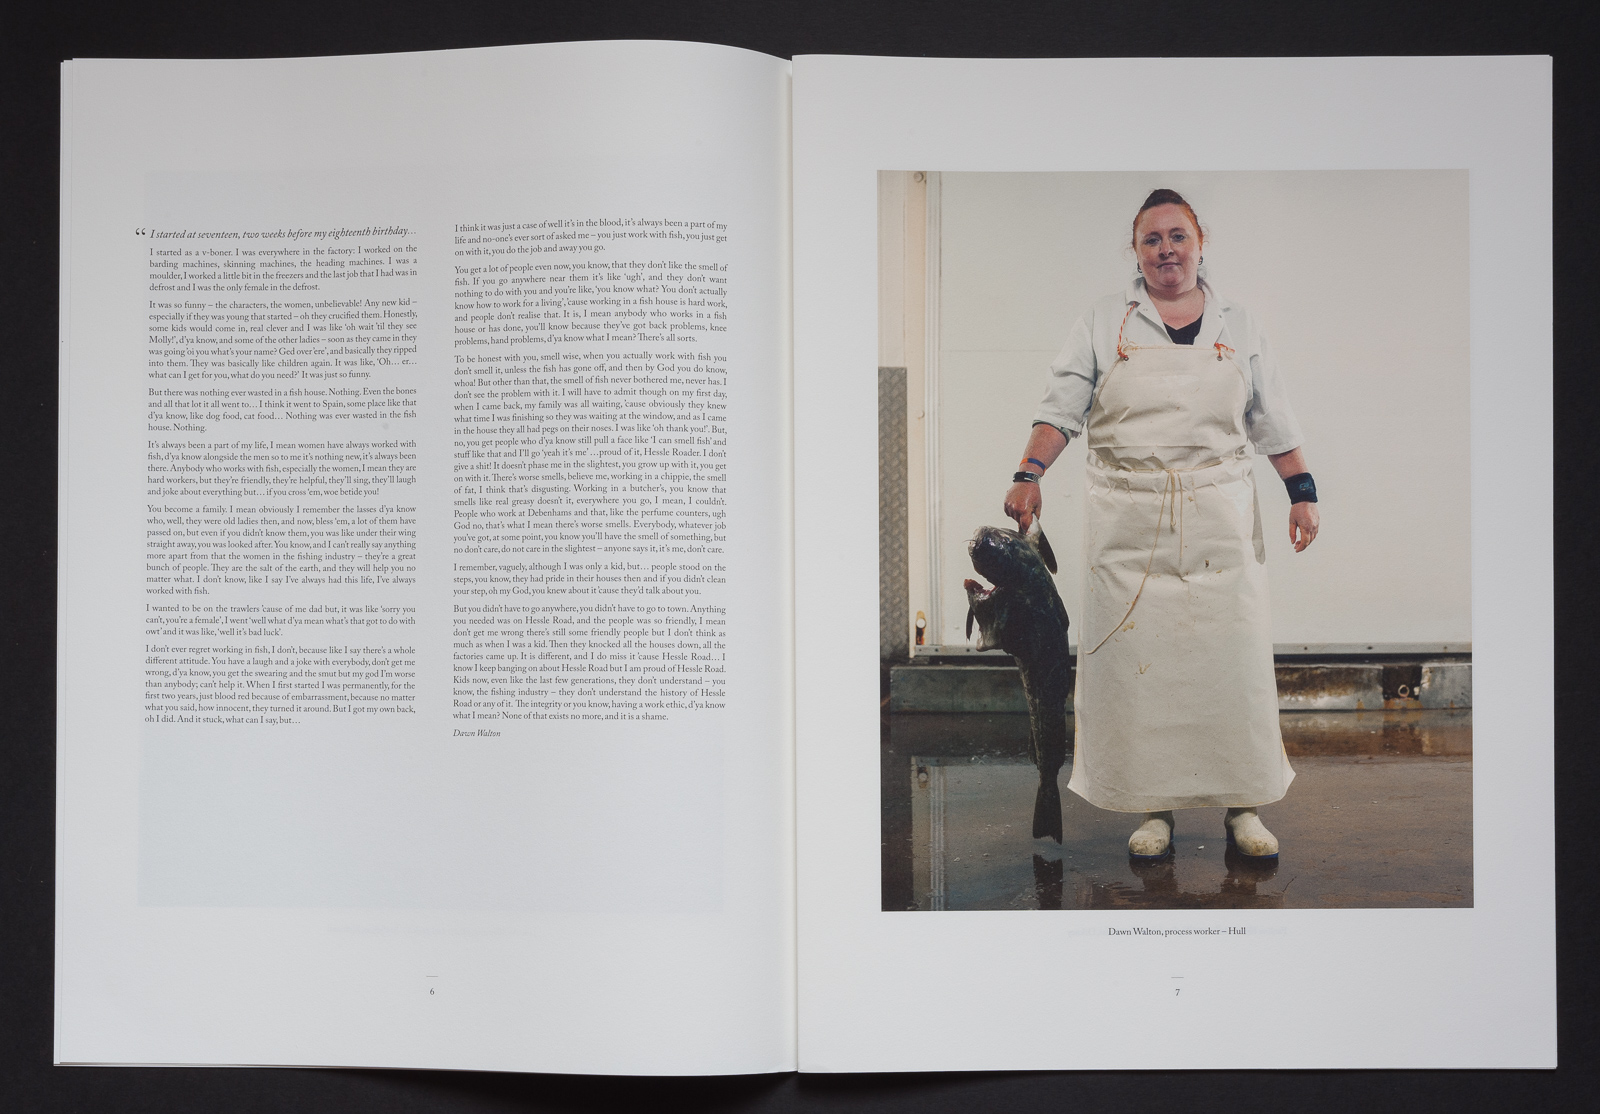 “ I started at seventeen, two weeks before my eighteenth birthday…
I started as a v-boner. I was everywhere in the factory: I worked on the
barding machines, skinning machines, the heading machines. I was a
moulder, I worked a little bit in the freezers and the last job that I had was in
defrost and I was the only female in the defrost.
It was so funny – the characters, the women, unbelievable! Any new kid –
especially if they was young that started – oh they crucified them. Honestly,
some kids would come in, real clever and I was like ‘oh wait ’til they see
Molly!’, d’ya know, and some of the other ladies – soon as they came in they
was going ‘oi you what’s your name? Ged over ’ere’, and basically they ripped
into them. They was basically like children again. It was like, ‘Oh… er…
what can I get for you, what do you need?’ It was just so funny.
But there was nothing ever wasted in a fish house. Nothing. Even the bones
and all that lot it all went to… I think it went to Spain, some place like that
d’ya know, like dog food, cat food… Nothing was ever wasted in the fish
house. Nothing.
It’s always been a part of my life, I mean women have always worked with
fish, d’ya know alongside the men so to me it’s nothing new, it’s always been
there. Anybody who works with fish, especially the women, I mean they are
hard workers, but they’re friendly, they’re helpful, they’ll sing, they’ll laugh
and joke about everything but… if you cross ’em, woe betide you!
You become a family. I mean obviously I remember the lasses d’ya know
who, well, they were old ladies then, and now, bless ’em, a lot of them have
passed on, but even if you didn’t know them, you was like under their wing
straight away, you was looked after. You know, and I can’t really say anything
more apart from that the women in the fishing industry – they’re a great
bunch of people. They are the salt of the earth, and they will help you no
matter what. I don’t know, like I say I’ve always had this life, I’ve always
worked with fish.
I wanted to be on the trawlers ’cause of me dad but, it was like ‘sorry you
can’t, you’re a female’, I went ‘well what d’ya mean what’s that got to do with
owt’ and it was like, ‘well it’s bad luck’.
I don’t ever regret working in fish, I don’t, because like I say there’s a whole
different attitude. You have a laugh and a joke with everybody, don’t get me
wrong, d’ya know, you get the swearing and the smut but my god I’m worse
than anybody; can’t help it. When I first started I was permanently, for the
first two years, just blood red because of embarrassment, because no matter
what you said, how innocent, they turned it around. But I got my own back,
oh I did. And it stuck, what can I say, but…
I think it was just a case of well it’s in the blood, it’s always been a part of my
life and no-one’s ever sort of asked me – you just work with fish, you just get
on with it, you do the job and away you go.
You get a lot of people even now, you know, that they don’t like the smell of
fish. If you go anywhere near them it’s like ‘ugh’, and they don’t want
nothing to do with you and you’re like, ‘you know what? You don’t actually
know how to work for a living’, ’cause working in a fish house is hard work,
and people don’t realise that. It is, I mean anybody who works in a fish
house or has done, you’ll know because they’ve got back problems, knee
problems, hand problems, d’ya know what I mean? There’s all sorts.
To be honest with you, smell wise, when you actually work with fish you
don’t smell it, unless the fish has gone off, and then by God you do know,
whoa! But other than that, the smell of fish never bothered me, never has. I
don’t see the problem with it. I will have to admit though on my first day,
when I came back, my family was all waiting, ’cause obviously they knew
what time I was finishing so they was waiting at the window, and as I came
in the house they all had pegs on their noses. I was like ‘oh thank you!’. But,
no, you get people who d’ya know still pull a face like ‘I can smell fish’ and
stuff like that and I’ll go ‘yeah it’s me’…proud of it, Hessle Roader. I don’t
give a shit! It doesn’t phase me in the slightest, you grow up with it, you get
on with it. There’s worse smells, believe me, working in a chippie, the smell
of fat, I think that’s disgusting. Working in a butcher’s, you know that
smells like real greasy doesn’t it, everywhere you go, I mean, I couldn’t.
People who work at Debenhams and that, like the perfume counters, ugh
God no, that’s what I mean there’s worse smells. Everybody, whatever job
you’ve got, at some point, you know you’ll have the smell of something, but
no don’t care, do not care in the slightest – anyone says it, it’s me, don’t care.
I remember, vaguely, although I was only a kid, but… people stood on the
steps, you know, they had pride in their houses then and if you didn’t clean
your step, oh my God, you knew about it ’cause they’d talk about you.
But you didn’t have to go anywhere, you didn’t have to go to town. Anything
you needed was on Hessle Road, and the people was so friendly, I mean
don’t get me wrong there’s still some friendly people but I don’t think as
much as when I was a kid. Then they knocked all the houses down, all the
factories came up. It is different, and I do miss it ’cause Hessle Road… I
know I keep banging on about Hessle Road but I am proud of Hessle Road.
Kids now, even like the last few generations, they don’t understand – you
know, the fishing industry – they don’t understand the history of Hessle
Road or any of it. The integrity or you know, having a work ethic, d’ya know
what I mean? None of that exists no more, and it is a shame.
Dawn Walton
6
Dawn Walton, process worker – Hull
7